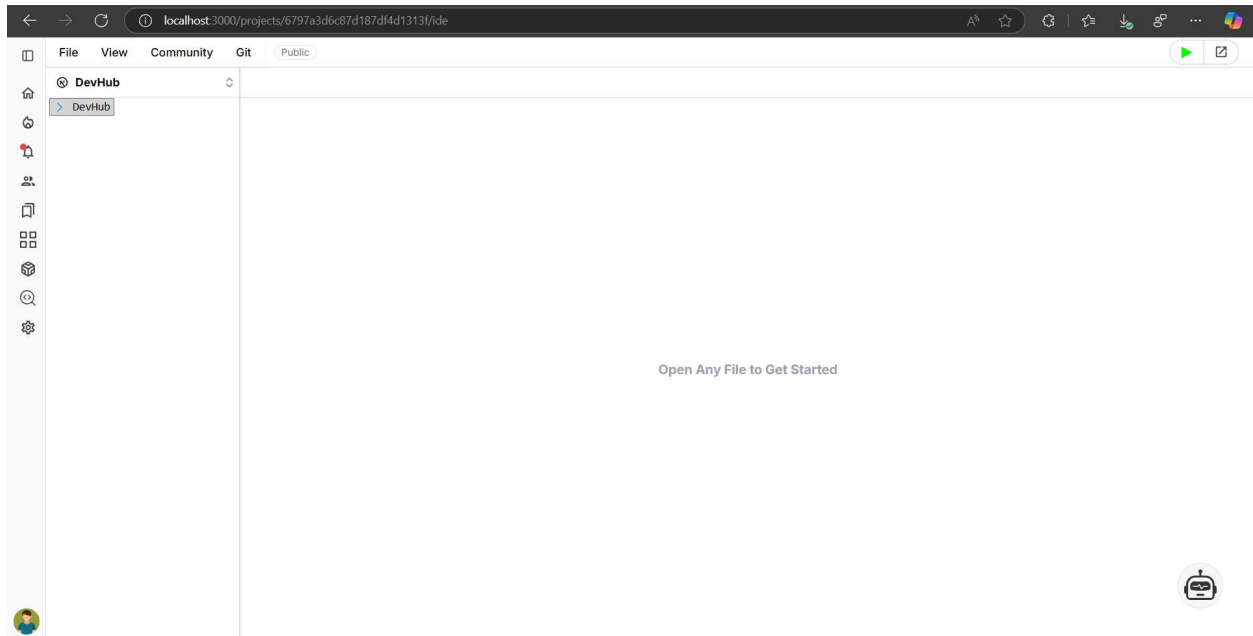 localhost:3000/projects/6797a3d6c87d187df4d1313f/ide
File View Community Git Public
DevHub
DevHub
Open Any File to Get Started